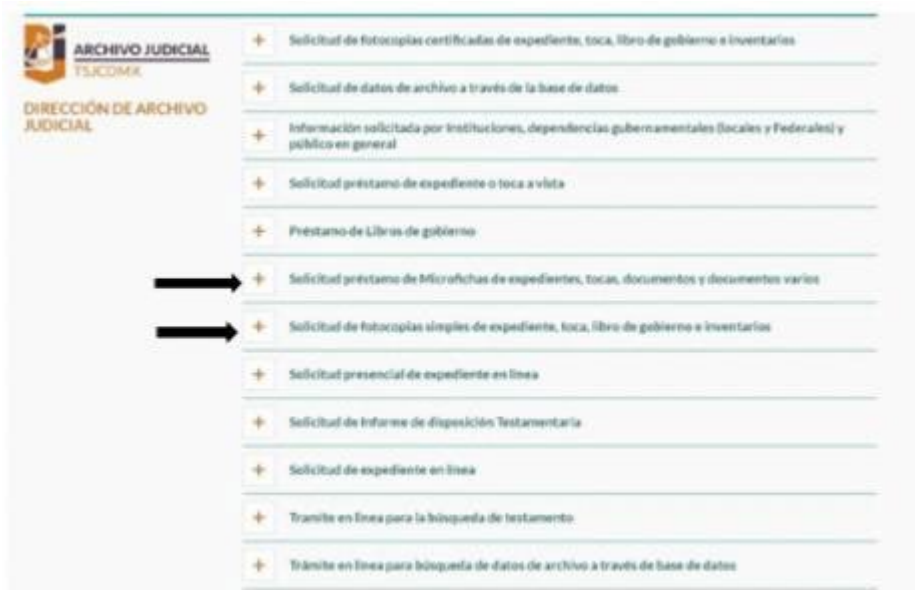 ARCHIVO JUDICIAL
TSJCDMX
DIRECCIÓN DE ARCHIVO
JUDICIAL
+ Solicitud de fotocopias certificadas de expediente, toca, libro de gobierno e inventarios
+ Solicitud de datos de archivo a través de la base de datos
+ Información solicitada por Instituciones, dependencias gubernamentales (locales y Federales) y
público en general
+ Solicitud préstamo de expediente o toca a vista
+ Préstamo de Libros de gobierno
+ Solicitud préstamo de Microfichas de expedientes, tocas, documentos y documentos varios
+ Solicitud de fotocopias simples de expediente, toca, libro de gobierno e inventarios
+ Solicitud presencial de expediente en línea
+ Solicitud de Informe de disposición Testamentaria
+ Solicitud de expediente en línea
+ Tramite en línea para la búsqueda de testamento
+ Trámite en línea para búsqueda de datos de archivo a través de base de datos